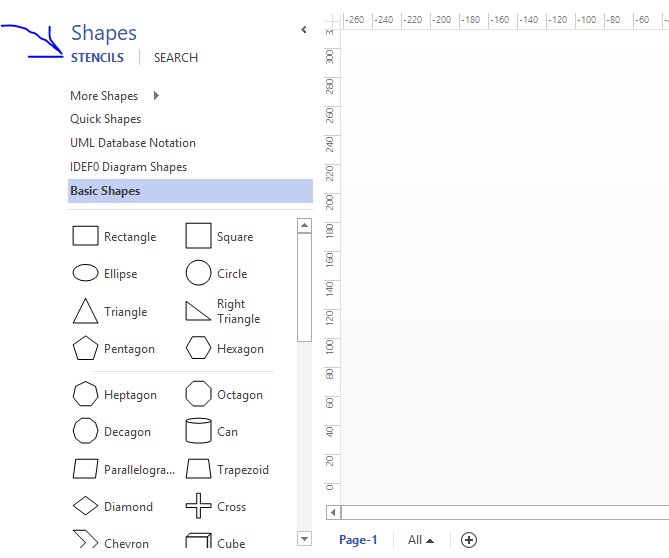 Shapes
STENCILS SEARCH
More Shapes
Quick Shapes
UML Database Notation
IDEF0 Diagram Shapes
Basic Shapes
Rectangle Square
Ellipse Circle
Triangle Right
Triangle
Pentagon Hexagon
Heptagon Octagon
Decagon Can
Parallelogra... Trapezoid
Diamond Cross
Chevron Cube
-260 -240 -220 -200 -180 -160 -140 -120 -100 -80 -60
300
280
260
240
220
200
180
160
140
120
100
80
60
40
20
0
Page-1 All